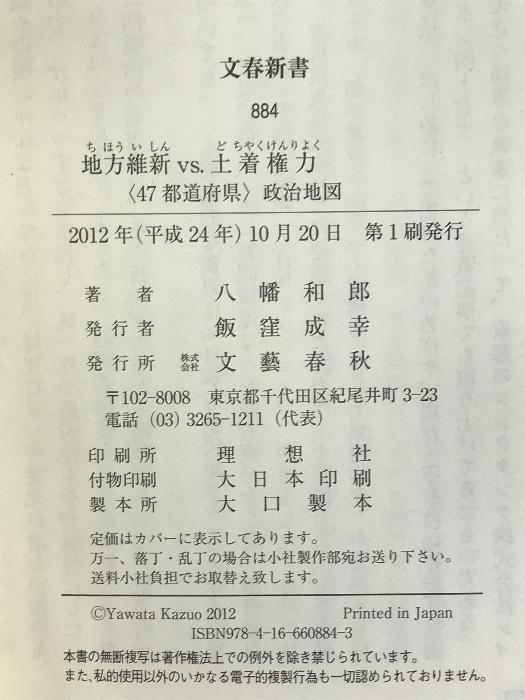 文春新書
884
ち ほう い しん ど ちゃくけんりょく
地方維新 vs. 土着権力
〈47 都道府県〉政治地図
2012 年(平成 24 年) 10 月 20 日 第 1 刷発行
著者 八幡和郎
発行者 飯窪成幸
発行所 株式会社 文藝春秋
〒102-8008 東京都千代田区紀尾井町 3-23
電話 (03) 3265-1211 (代表)
印刷所 理想社
付物印刷 大日本印刷
製本所 大口製本
定価はカバーに表示してあります。
万一、落丁・乱丁の場合は小社製作部宛お送り下さい。
送料小社負担でお取替え致します。
©Yawata Kazuo 2012 Printed in Japan
ISBN978-4-16-660884-3
本書の無断複写は著作権法上での例外を除き禁じられています。
また、私的使用以外のいかなる電子的複製行為も一切認められておりません。